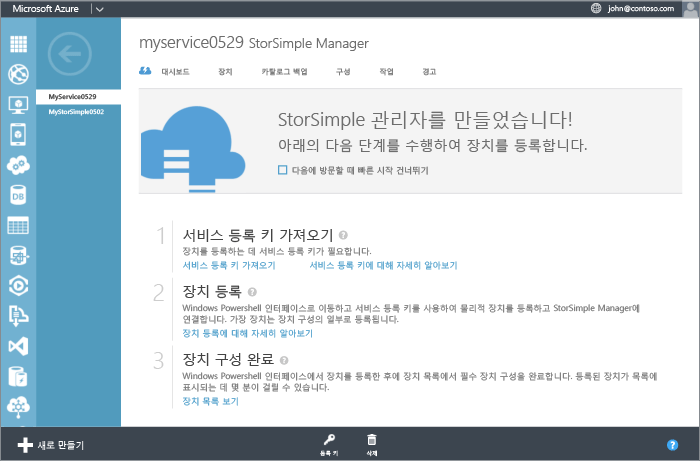 Microsoft Azure
john@contoso.com
myservice0529 StorSimple Manager
MyService0529
MyStorSimple0502
대시보드 장치 카탈로그 백업 구성 작업 경고
StorSimple 관리자를 만들었습니다!
아래의 다음 단계를 수행하여 장치를 등록합니다.
다음에 방문할 때 빠른 시작 건너뛰기
DB
1 서비스 등록 키 가져오기 ?
장치를 등록하는 데 서비스 등록 키가 필요합니다.
서비스 등록 키 가져오기 서비스 등록 키에 대해 자세히 알아보기
2 장치 등록 ?
Windows Powershell 인터페이스로 이동하고 서비스 등록 키를 사용하여 물리적 장치를 등록하고 StorSimple Manager에
연결합니다. 가장 장치는 장치 구성의 일부로 등록됩니다.
장치 등록에 대해 자세히 알아보기
3 장치 구성 완료 ?
Windows Powershell 인터페이스에서 장치를 등록한 후에 장치 목록에서 필수 장치 구성을 완료합니다. 등록된 장치가 목록에
표시되는 데 몇 분이 걸릴 수 있습니다.
장치 목록 보기
새로 만들기
등록 키
삭제
?